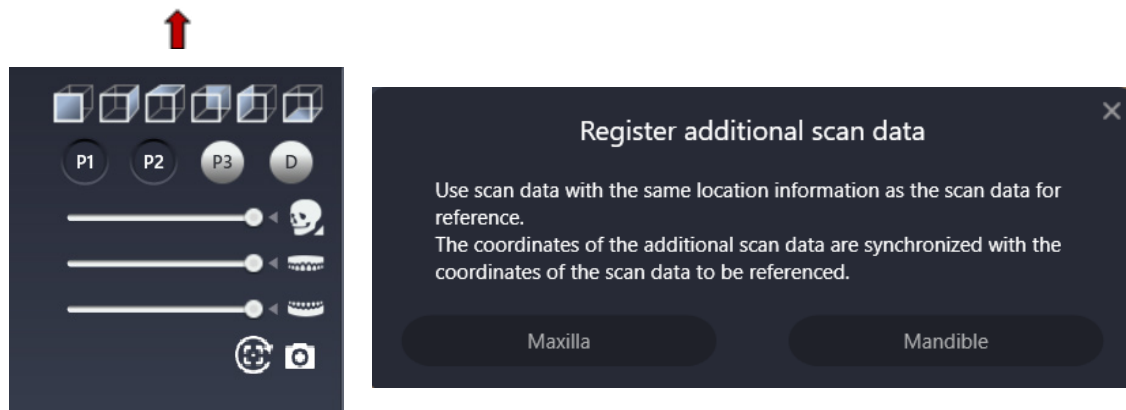 P1 P2 P3 D
Register additional scan data
Use scan data with the same location information as the scan data for
reference.
The coordinates of the additional scan data are synchronized with the
coordinates of the scan data to be referenced.
Maxilla
Mandible